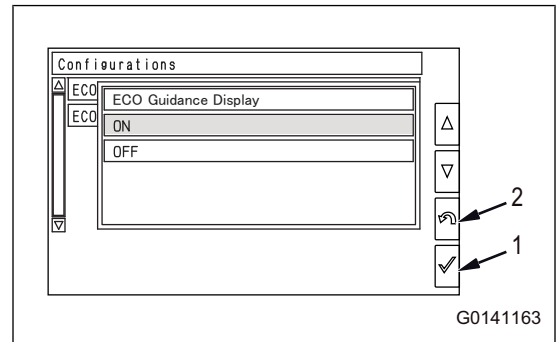 Configurations
ECO
ECO
ECO Guidance Display
ON
OFF
2
1
G0141163